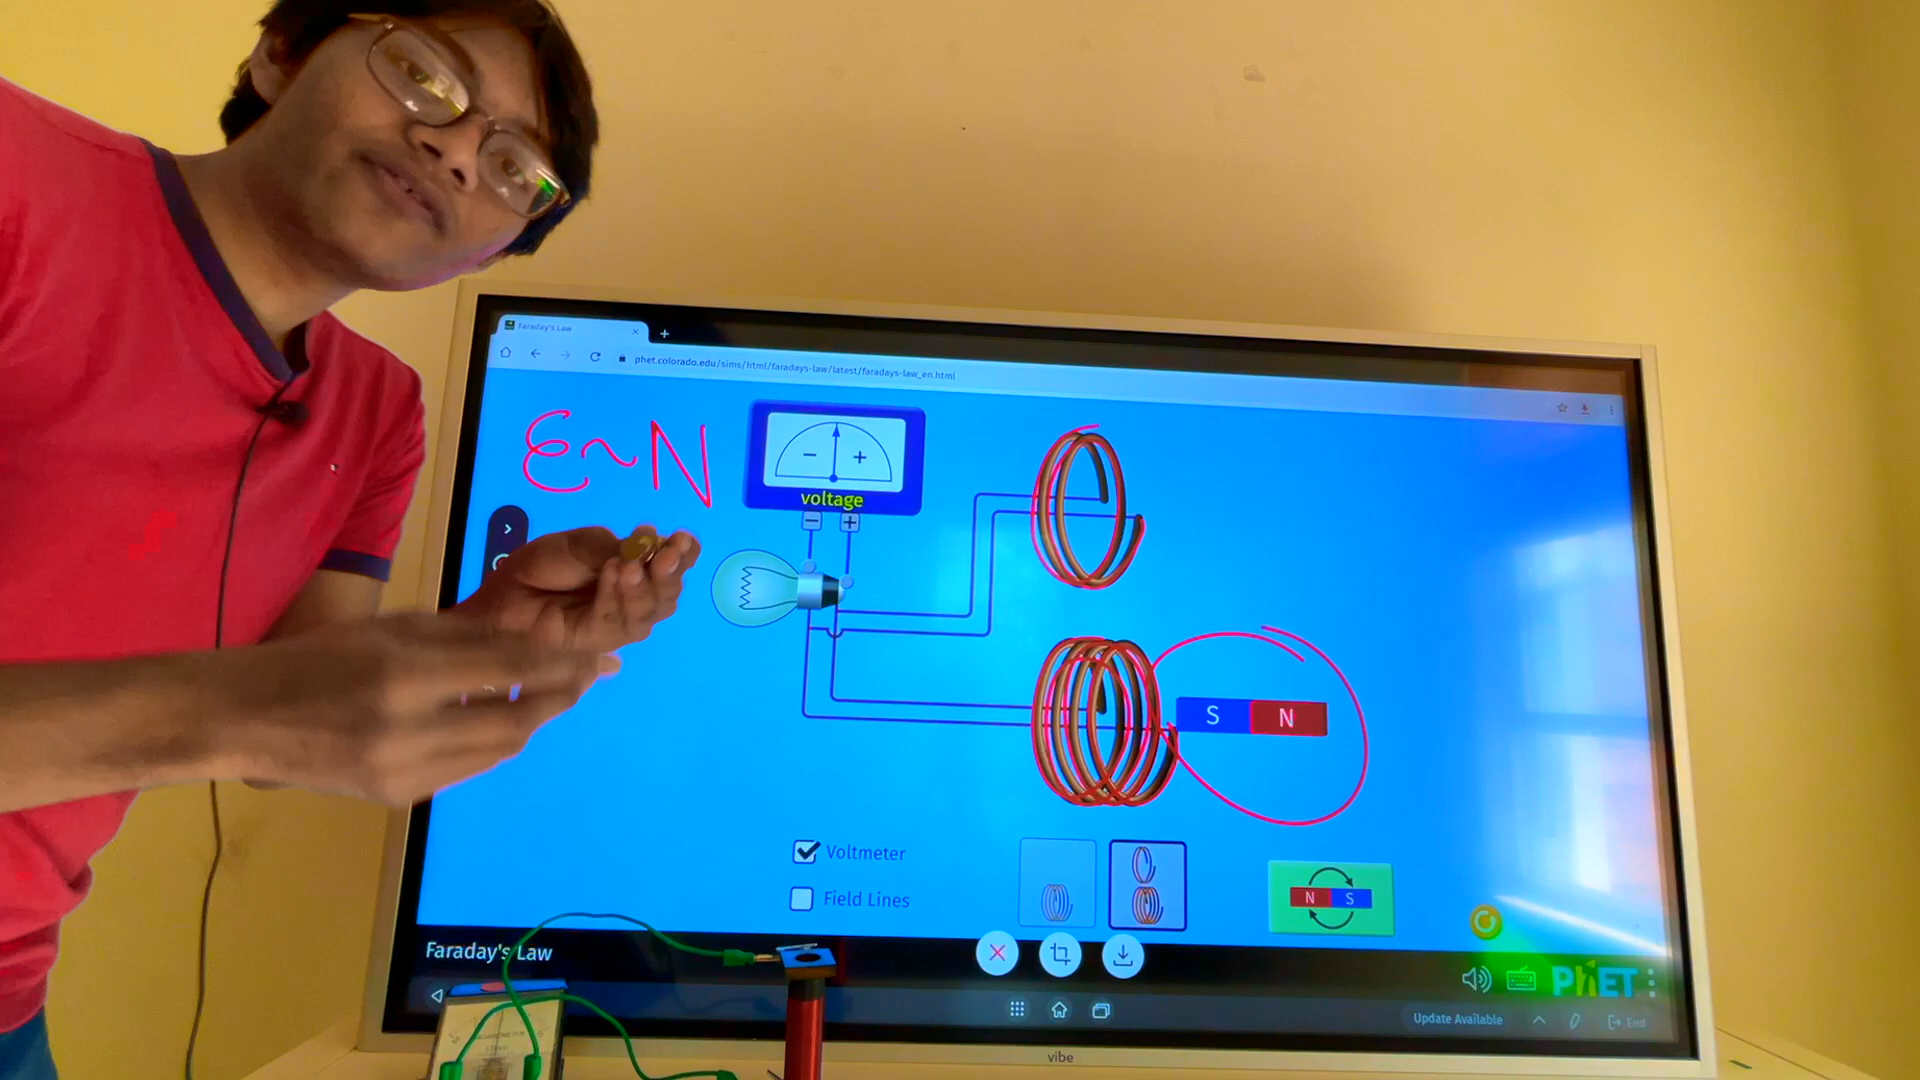 Faraday's Law
phet.colorado.edu/sims/html/faradays-law/latest/faradays-law_en.html
ε~N
− +
voltage
− +
S N
Voltmeter
Field Lines
N S
Faraday's Law
PhET
Update Available
End
vibe